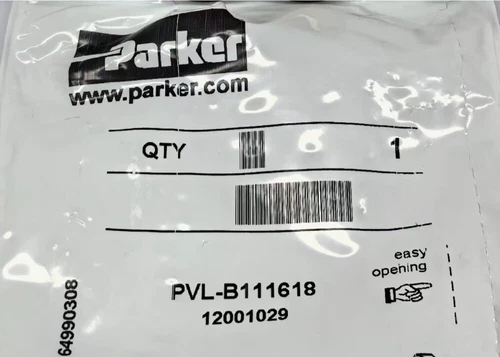 Parker
www.parker.com
QTY 1
easy
opening
PVL-B111618
12001029
64990308